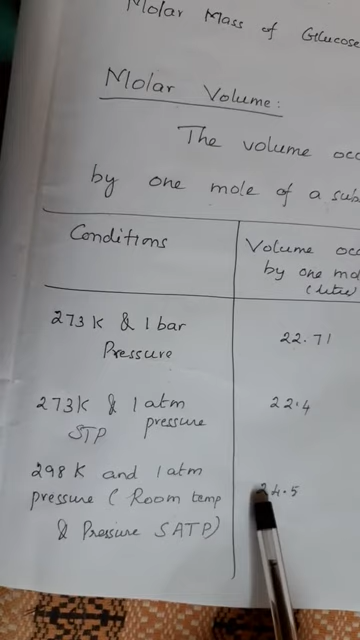 Molar Mass of Glucose
Molar Volume:
The volume occ
by one mole of a sub
Conditions
Volume occ
by one mo
(litre)
273 K & 1 bar
Pressure
22.71
273K & 1 atm
pressure
STP
22.4
298 K and 1 atm
pressure ( Room temp
& Pressure SATP)
24.5